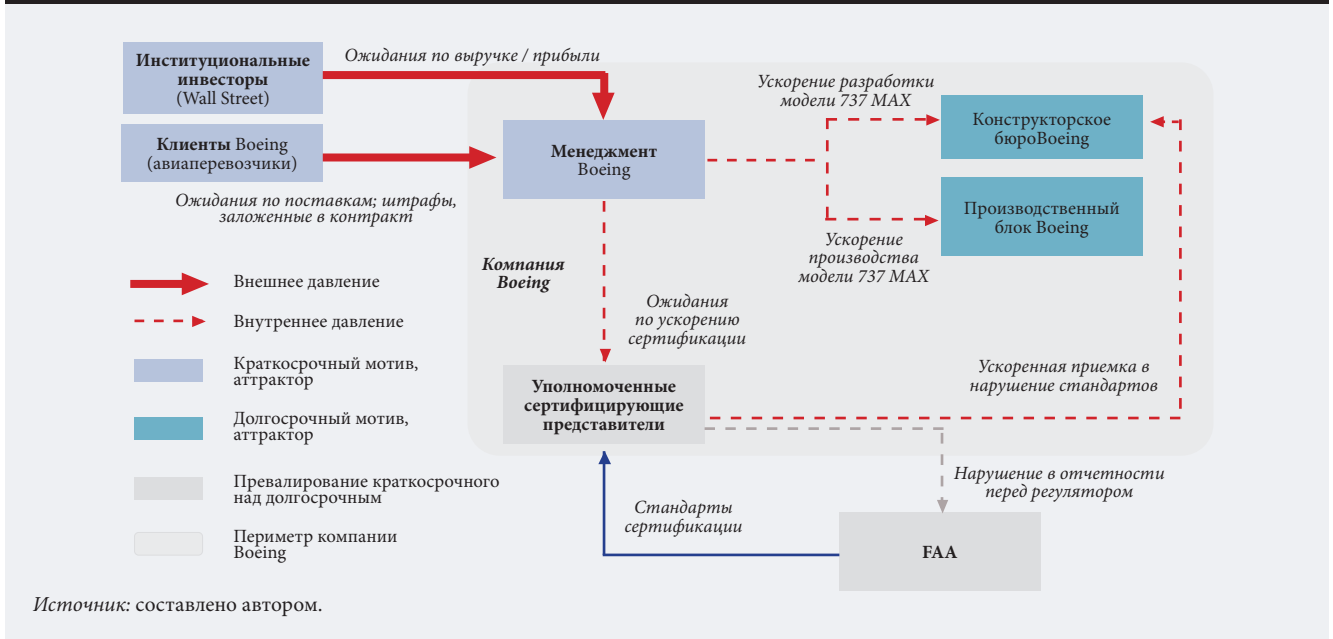 Институциональные
инвесторы
(Wall Street)
Ожидания по выручке / прибыли
Клиенты Boeing
(авиаперевозчики)
Ожидания по поставкам; штрафы,
заложенные в контракт
Менеджмент
Boeing
Ускорение разработки
модели 737 MAX
Конструкторское
бюроBoeing
Производственный
блок Boeing
Ускорение
производства
модели 737 MAX
Компания
Boeing
Ожидания
по ускорению
сертификации
Внешнее давление
Внутреннее давление
Краткосрочный мотив,
аттрактор
Долгосрочный мотив,
аттрактор
Превалирование краткосрочного
над долгосрочным
Периметр компании
Boeing
Уполномоченные
сертифицирующие
представители
Ускоренная приемка в
нарушение стандартов
Нарушение в отчетности
перед регулятором
Стандарты
сертификации
FAA
Источник: составлено автором.